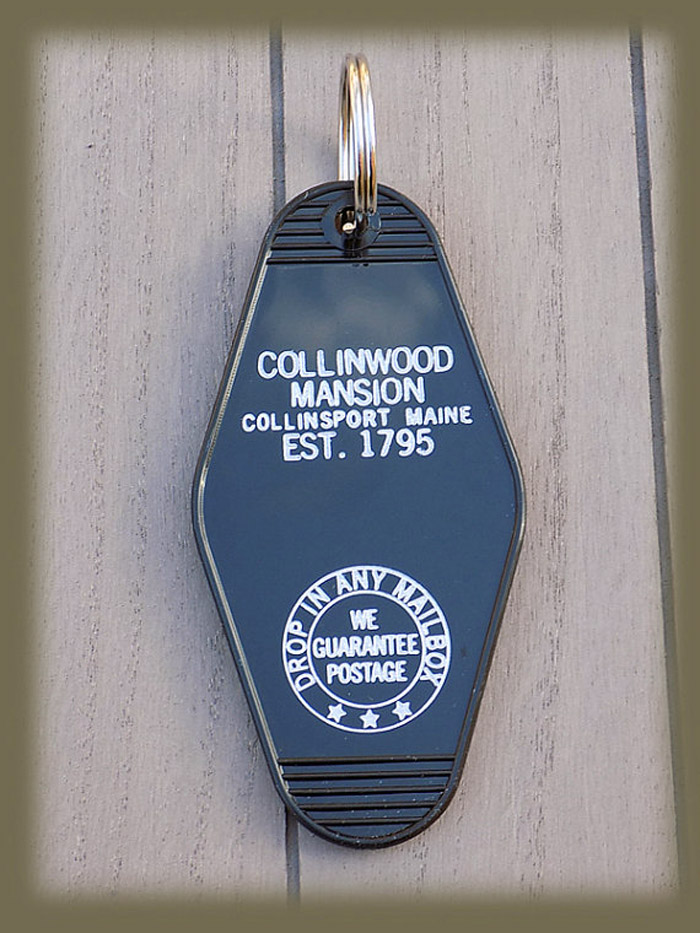 COLLINWOOD
MANSION
COLLINSPORT MAINE
EST. 1795
DROP IN ANY MAILBOX
WE
GUARANTEE
POSTAGE